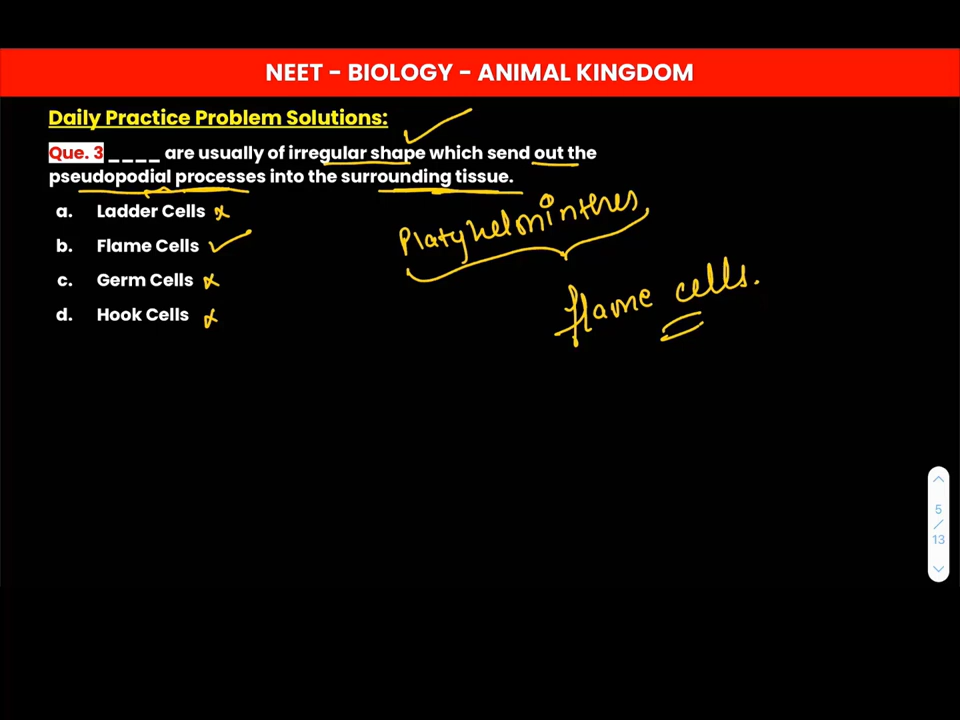 NEET - BIOLOGY - ANIMAL KINGDOM
Daily Practice Problem Solutions:
Que. 3 ____ are usually of irregular shape which send out the
pseudopodial processes into the surrounding tissue.
a. Ladder Cells
b. Flame Cells
c. Germ Cells
d. Hook Cells
Platyhelminthes
flame cells.
5
/
13